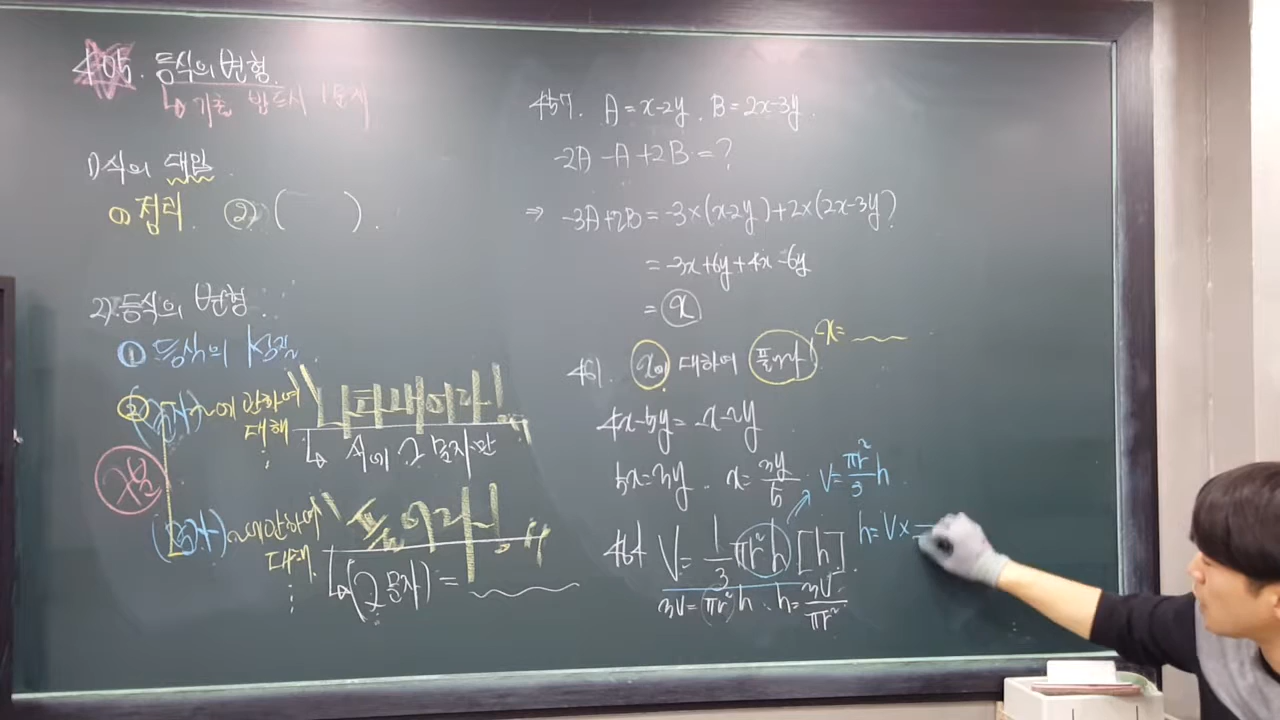 등식의 변형
↳ 기초 반드시 1문제
1) 식의 대입
① 정리 ② ( ).
2) 등식의 변형
① 등식의 성질
② (문자)~에 관하여
대해
나타내어라!
↳ 식에 그 문자만
(문자)~에 관하여
대해
풀어라!
↳ (그 문자) =
457. A = x-2y. B = 2x-3y
-2A -A +2B = ?
⇒ -3A+2B = -3×(x-2y)+2×(2x-3y)
= -3x+6y+4x-6y
= x
461. x에 대하여 풀어라! x=
4x-5y = -x-2y
5x=3y . x= 3y/5
464 V= 1/3 πr²h [h].
3V = πr² h . h= 3V/πr²
V= πr²/3 h
h= V×